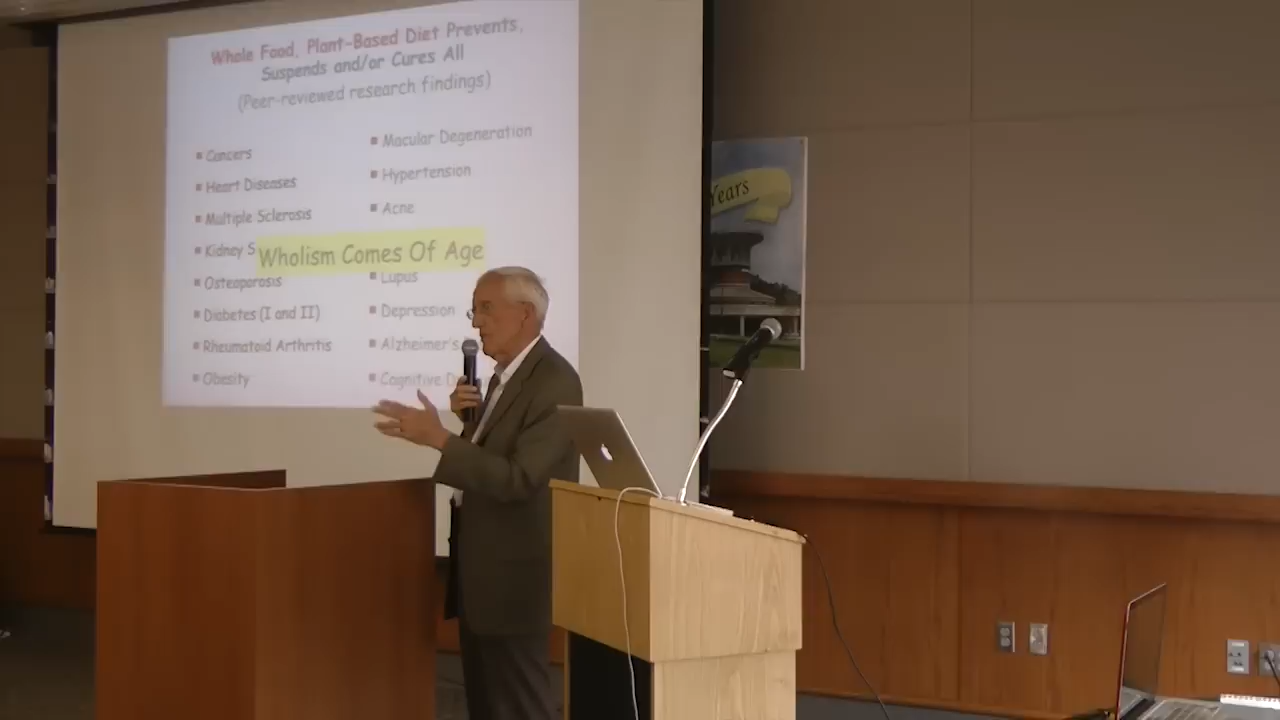 Whole Food, Plant-Based Diet Prevents,
Suspends and/or Cures All
(Peer-reviewed research findings)
Cancers
Heart Diseases
Multiple Sclerosis
Kidney S
Osteoporosis
Diabetes (I and II)
Rheumatoid Arthritis
Obesity
Macular Degeneration
Hypertension
Acne
Wholism Comes Of Age
Lupus
Depression
Alzheimer's
Cognitive
Years